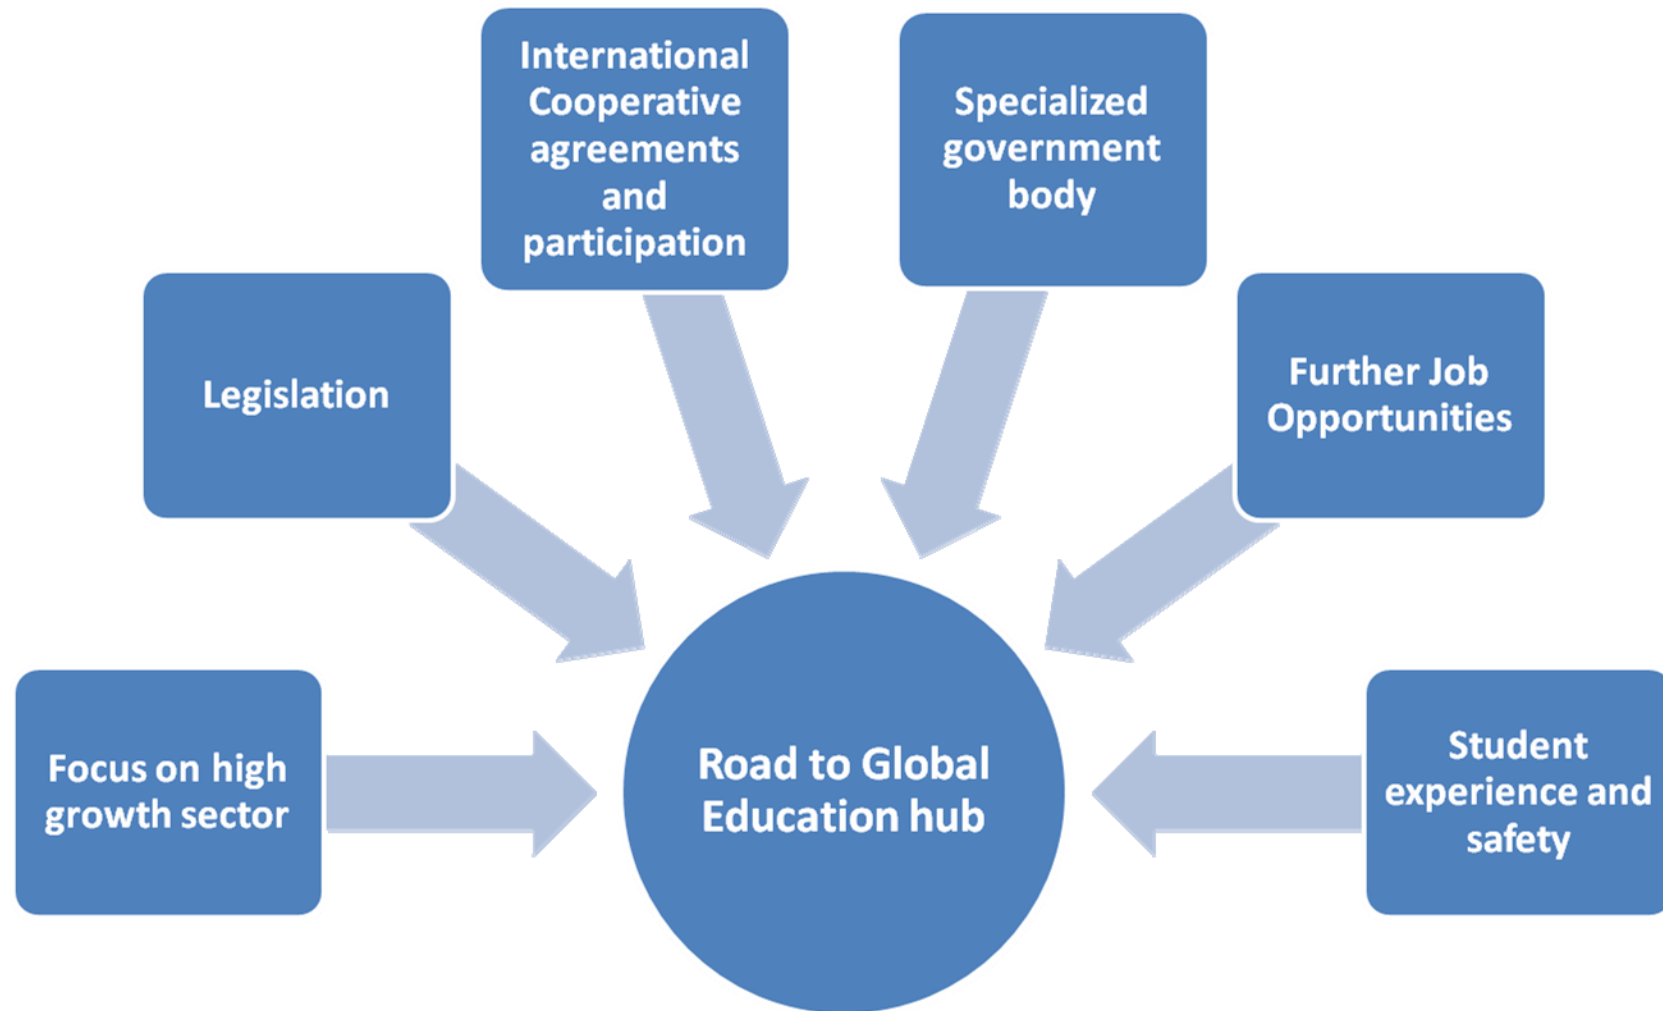 International
Cooperative
agreements
and
participation
Specialized
government
body
Legislation
Further Job
Opportunities
Focus on high
growth sector
Road to Global
Education hub
Student
experience and
safety